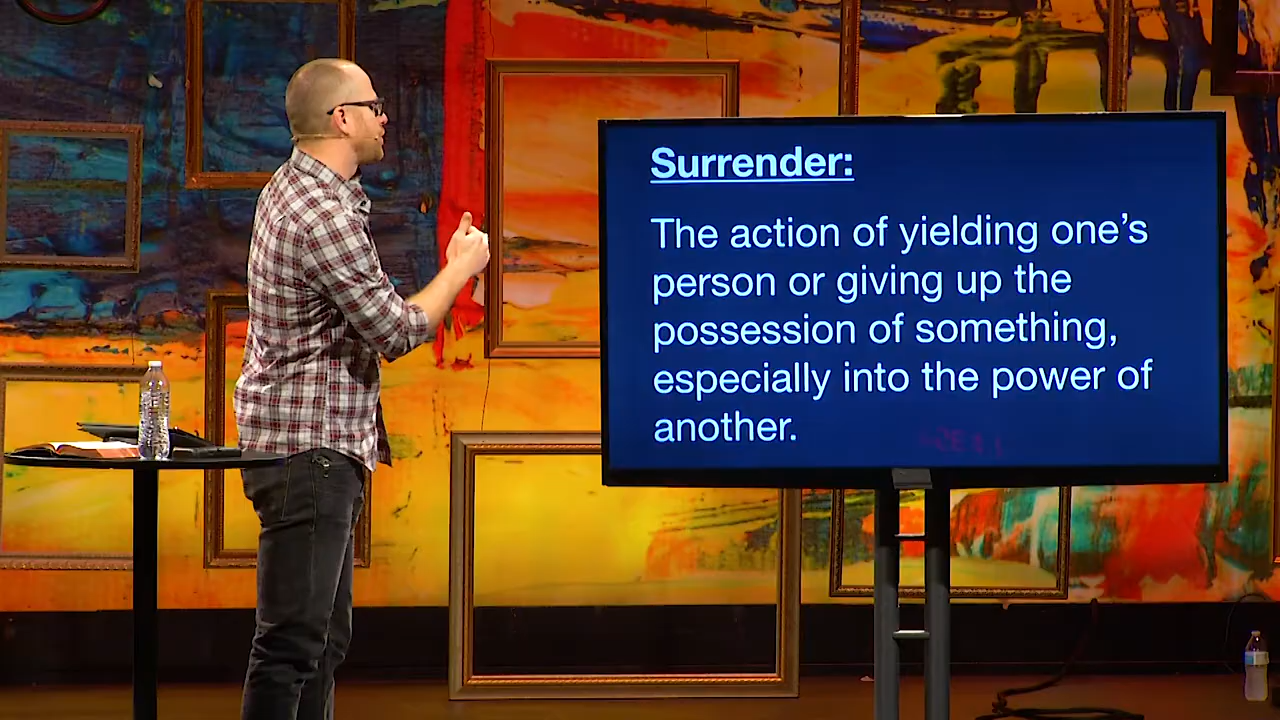 Surrender:
The action of yielding one’s
person or giving up the
possession of something,
especially into the power of
another.